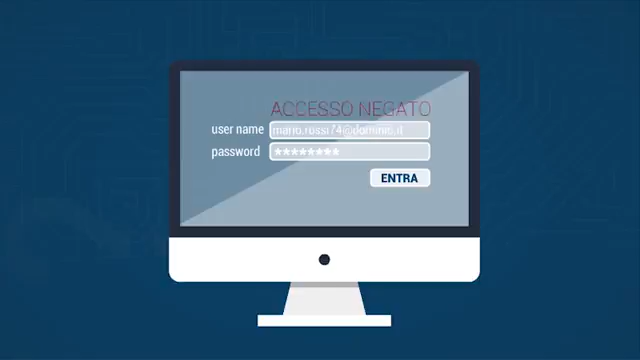 ACCESSO NEGATO
user name mario.rossi74@dominio.it
password ********
ENTRA